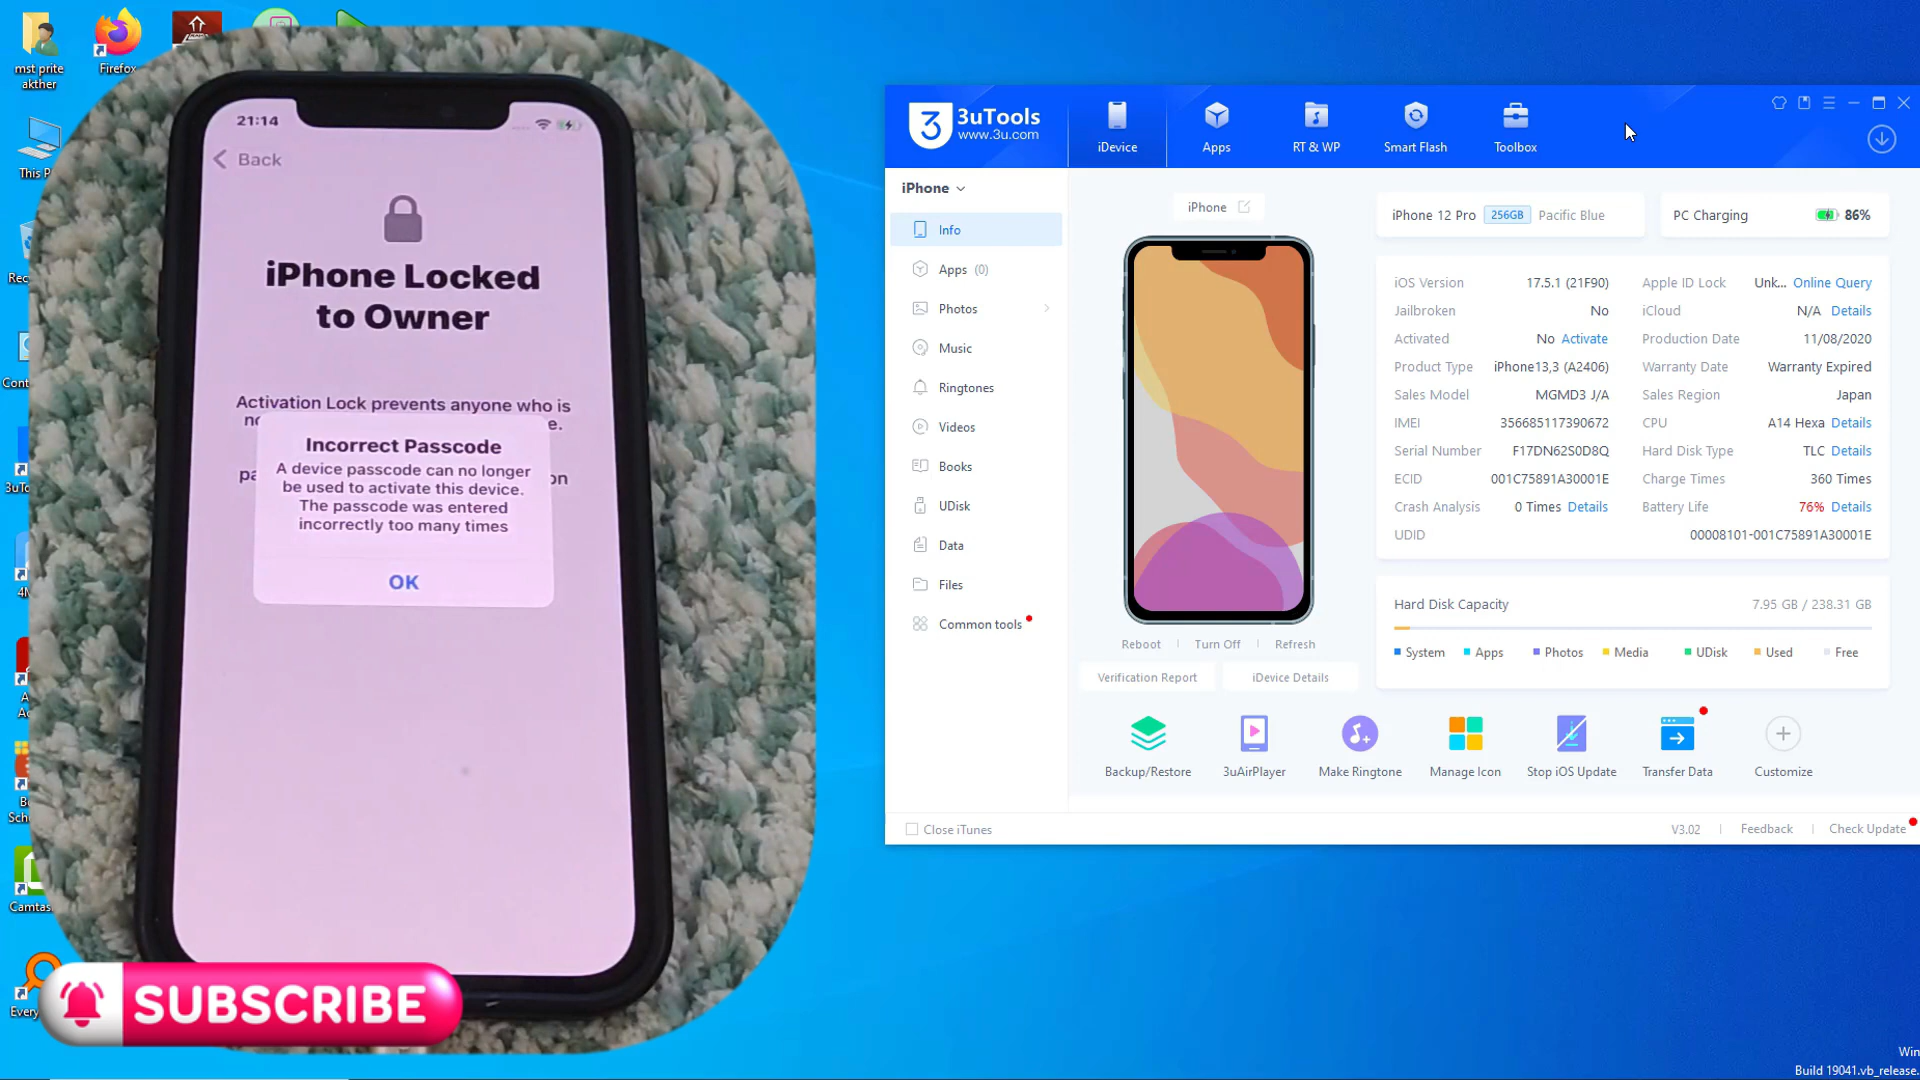 mst prite
akther
Firefox
This P
Rec
Cont
3uTo
4M
A
Ac
Be
Sche
Camtas
Every
21:14
Back
iPhone Locked
to Owner
Activation Lock prevents anyone who is
e.
on
Incorrect Passcode
A device passcode can no longer
be used to activate this device.
The passcode was entered
incorrectly too many times
OK
SUBSCRIBE
3 3uTools
www.3u.com
iDevice
Apps
RT & WP
Smart Flash
Toolbox
iPhone
Info
Apps (0)
Photos
Music
Ringtones
Videos
Books
UDisk
Data
Files
Common tools
iPhone
Reboot Turn Off Refresh
Verification Report iDevice Details
iPhone 12 Pro 256GB Pacific Blue
PC Charging 86%
iOS Version 17.5.1 (21F90) Apple ID Lock Unk... Online Query
Jailbroken No iCloud N/A Details
Activated No Activate Production Date 11/08/2020
Product Type iPhone13,3 (A2406) Warranty Date Warranty Expired
Sales Model MGMD3 J/A Sales Region Japan
IMEI 356685117390672 CPU A14 Hexa Details
Serial Number F17DN62S0D8Q Hard Disk Type TLC Details
ECID 001C75891A30001E Charge Times 360 Times
Crash Analysis 0 Times Details Battery Life 76% Details
UDID 00008101-001C75891A30001E
Hard Disk Capacity 7.95 GB / 238.31 GB
System Apps Photos Media UDisk Used Free
Backup/Restore 3uAirPlayer Make Ringtone Manage Icon Stop iOS Update Transfer Data Customize
Close iTunes V3.02 Feedback Check Update
Win
Build 19041.vb_release.